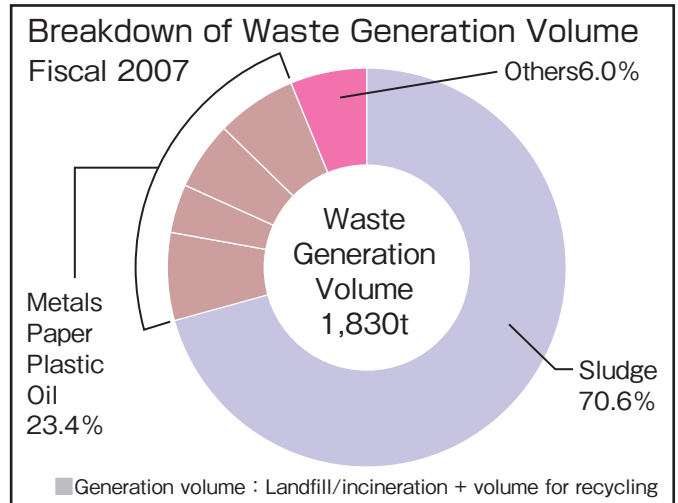 Breakdown of Waste Generation Volume
Fiscal 2007
Others6.0%
Waste
Generation
Volume
1,830t
Metals
Paper
Plastic
Oil
23.4%
Sludge
70.6%
Generation volume：Landfill/incineration + volume for recycling